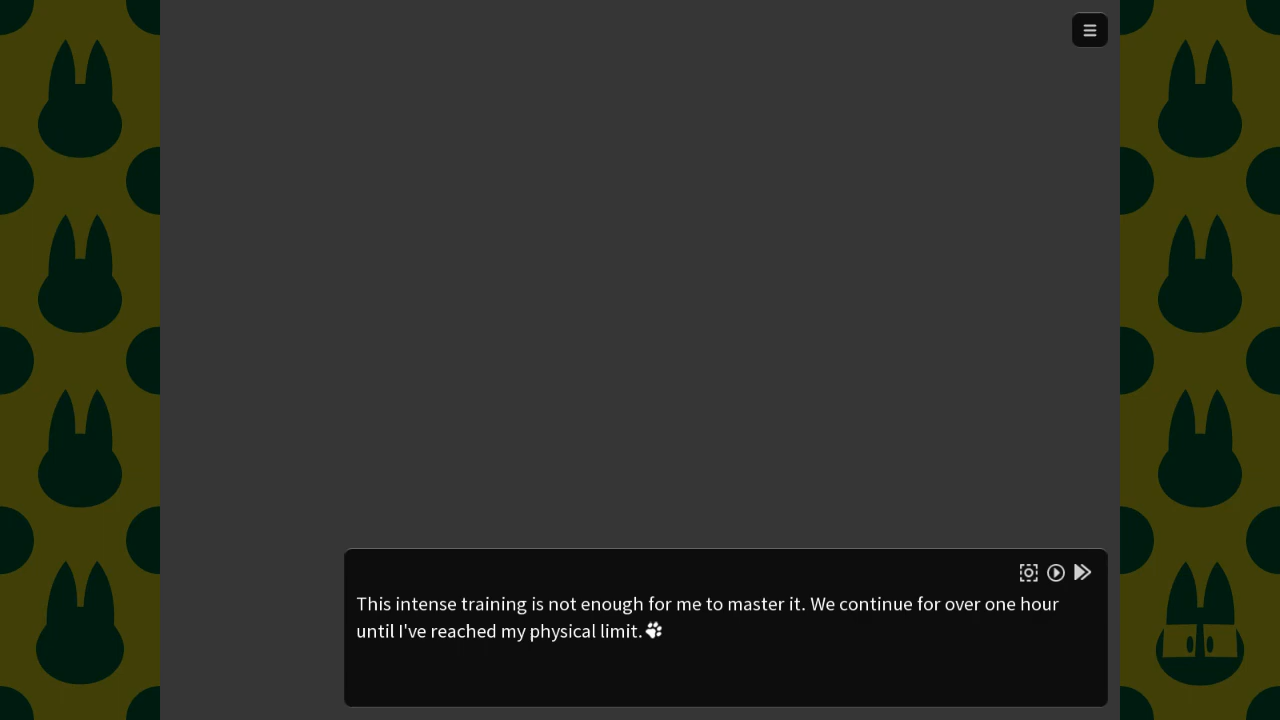 This intense training is not enough for me to master it. We continue for over one hour
until I've reached my physical limit.